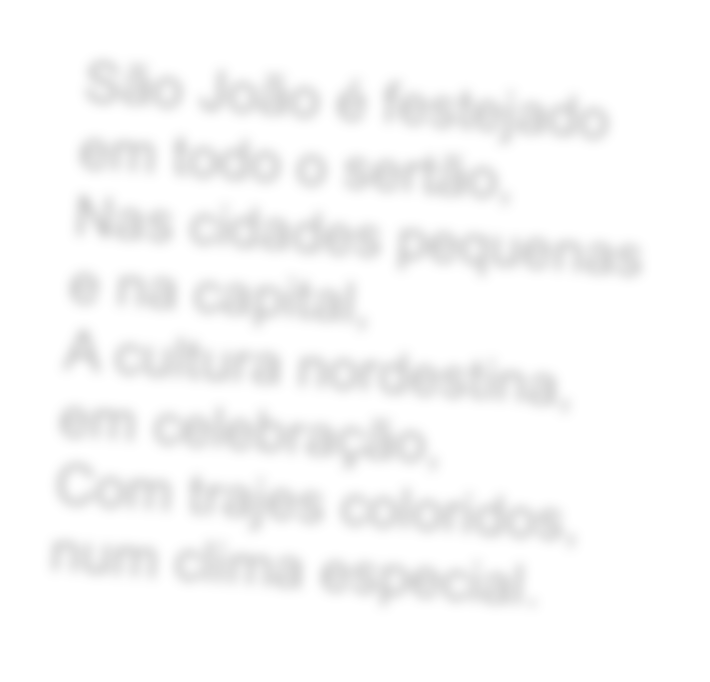 São João é festejado
em todo o sertão,
Nas cidades pequenas
e na capital,
A cultura nordestina,
em celebração,
Com trajes coloridos,
num clima especial.